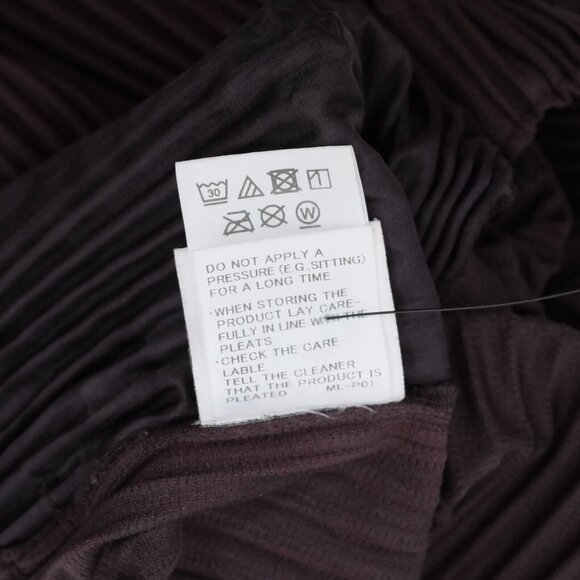 30
W
DO NOT APPLY A
PRESSURE (E.G.,SITTING)
FOR A LONG TIME
·WHEN STORING THE
PRODUCT LAY CARE-
FULLY IN LINE WITH THE
PLEATS.
·CHECK THE CARE
LABLE.
TELL THE CLEANER
THAT THE PRODUCT IS
PLEATED. ML-P01